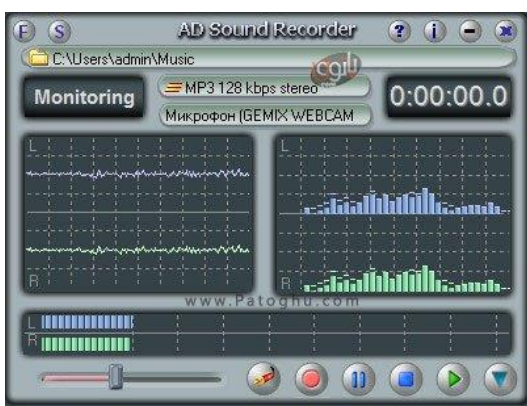 F S AD Sound Recorder ? i
C:\Users\admin\Music
Monitoring
MP3 128 kbps stereo
Микрофон (GEMIX WEBCAM
0:00:00.0
L
R
L
R
www.Patoghu.com
L
R